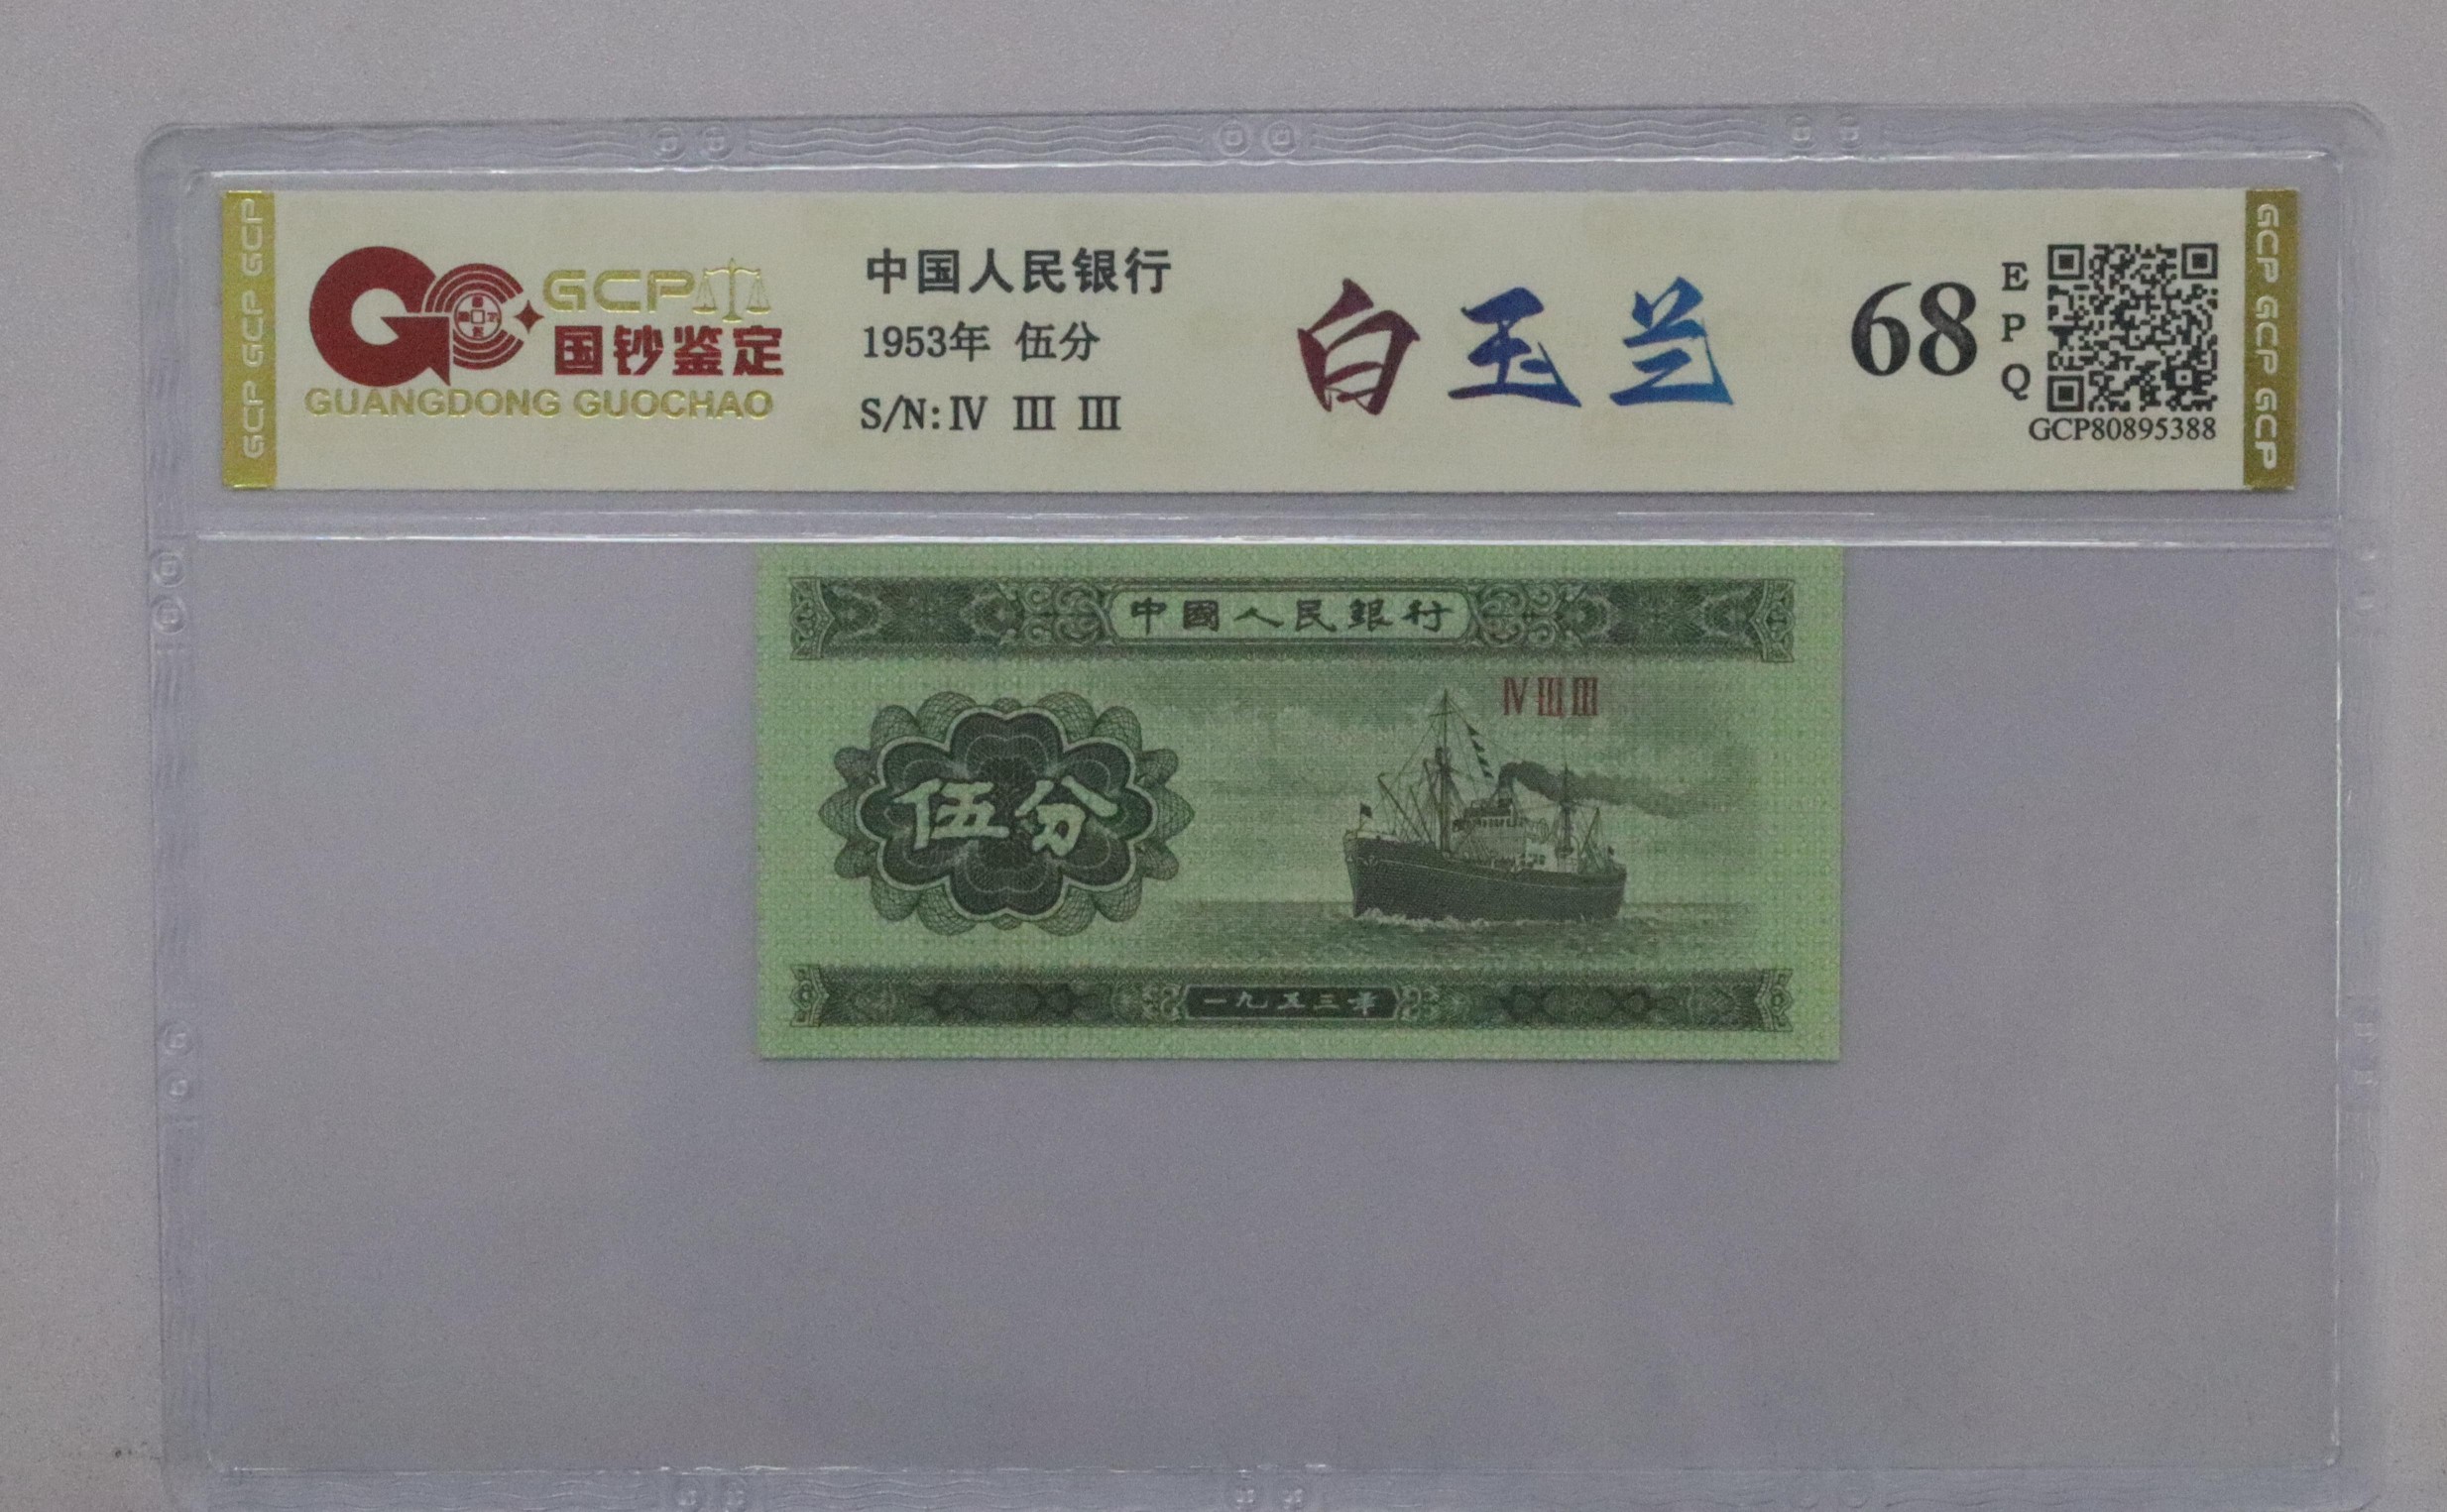 GCP GCP GCP
GCP
国钞鉴定
GUANGDONG GUOCHAO
中国人民银行
1953年 伍分
S/N: Ⅳ Ⅲ Ⅲ
白玉兰
68
EPQ
GCP80895388
GCP GCP GCP
中國人民銀行
Ⅳ Ⅲ Ⅲ
伍分
一九五三年